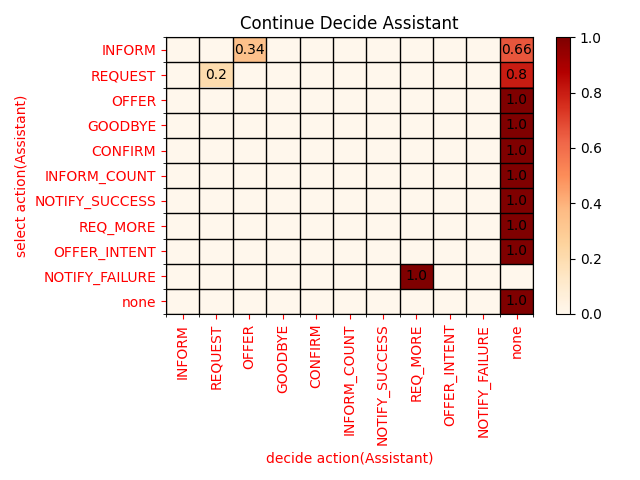 Continue Decide Assistant
select action(Assistant)
INFORM 0.34 0.66
REQUEST 0.2 0.8
OFFER 1.0
GOODBYE 1.0
CONFIRM 1.0
INFORM_COUNT 1.0
NOTIFY_SUCCESS 1.0
REQ_MORE 1.0
OFFER_INTENT 1.0
NOTIFY_FAILURE 1.0
none 1.0
INFORM
REQUEST
OFFER
GOODBYE
CONFIRM
INFORM_COUNT
NOTIFY_SUCCESS
REQ_MORE
OFFER_INTENT
NOTIFY_FAILURE
none
decide action(Assistant)
1.0
0.8
0.6
0.4
0.2
0.0